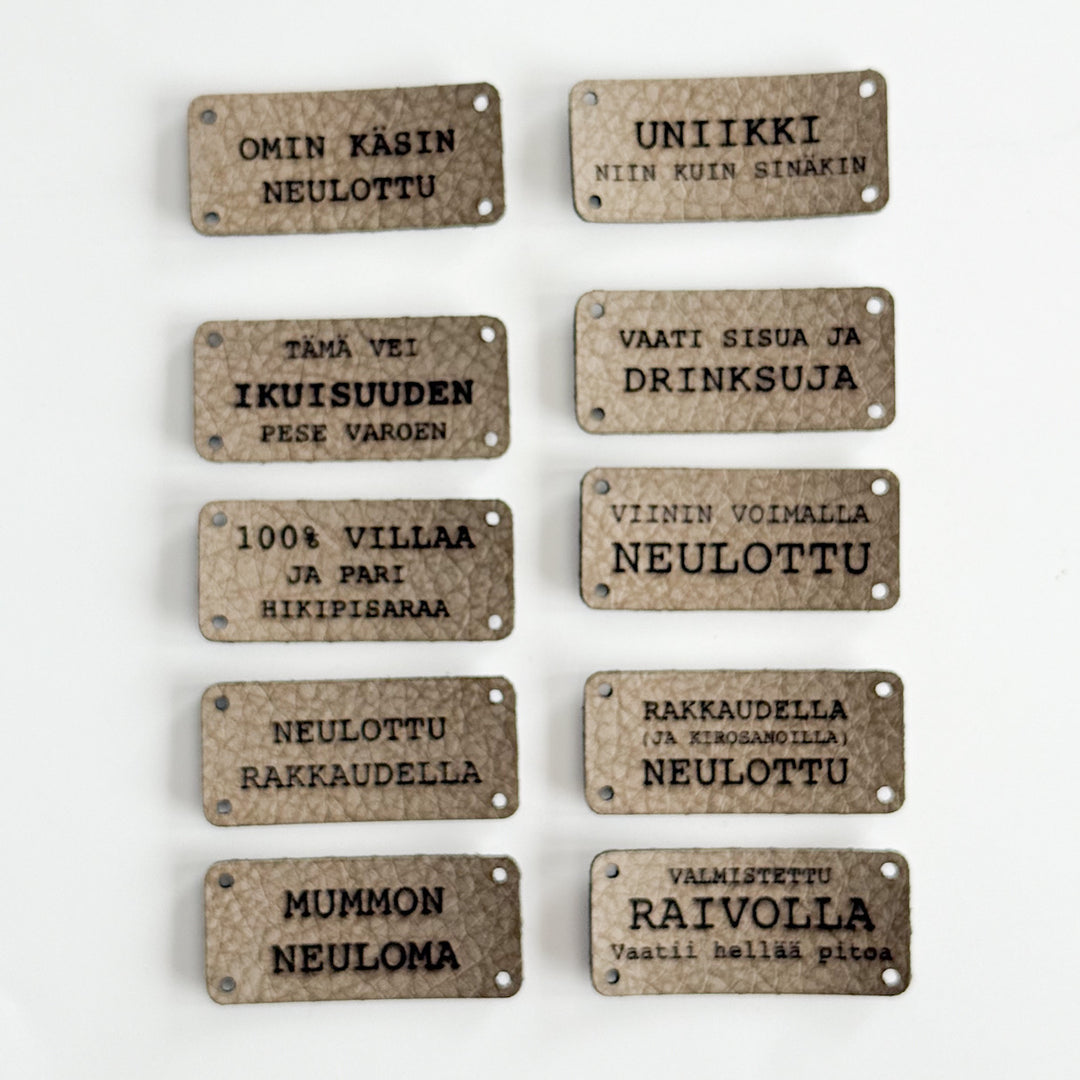 OMIN KÄSIN
NEULOTTU
UNIIKKI
NIIN KUIN SINÄKIN
TÄMÄ VEI
IKUISUUDEN
PESE VAROEN
VAATI SISUA JA
DRINKSUJA
100% VILLAA
JA PARI
HIKIPISARAA
VIININ VOIMALLA
NEULOTTU
NEULOTTU
RAKKAUDELLA
RAKKAUDELLA
(JA KIROSANOILLA)
NEULOTTU
MUMMON
NEULOMA
VALMISTETTU
RAIVOLLA
Vaatii hellää pitoa